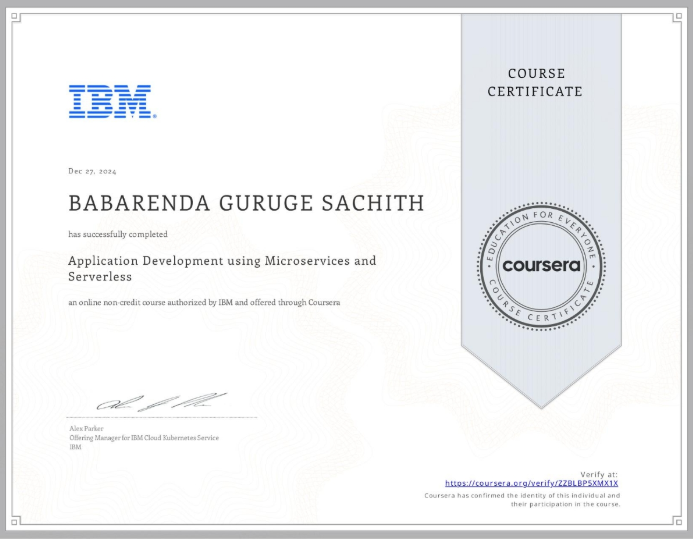 IBM
COURSE
CERTIFICATE
Dec 27, 2024
BABARENDA GURUGE SACHITH
has successfully completed
Application Development using Microservices and
Serverless
an online non-credit course authorized by IBM and offered through Coursera
EDUCATION FOR EVERYONE
coursera
COURSE CERTIFICATE
Alex Parker
Offering Manager for IBM Cloud Kubernetes Service
IBM
Verify at:
https://coursera.org/verify/ZZBLBP5XMX1X
Coursera has confirmed the identity of this individual and
their participation in the course.